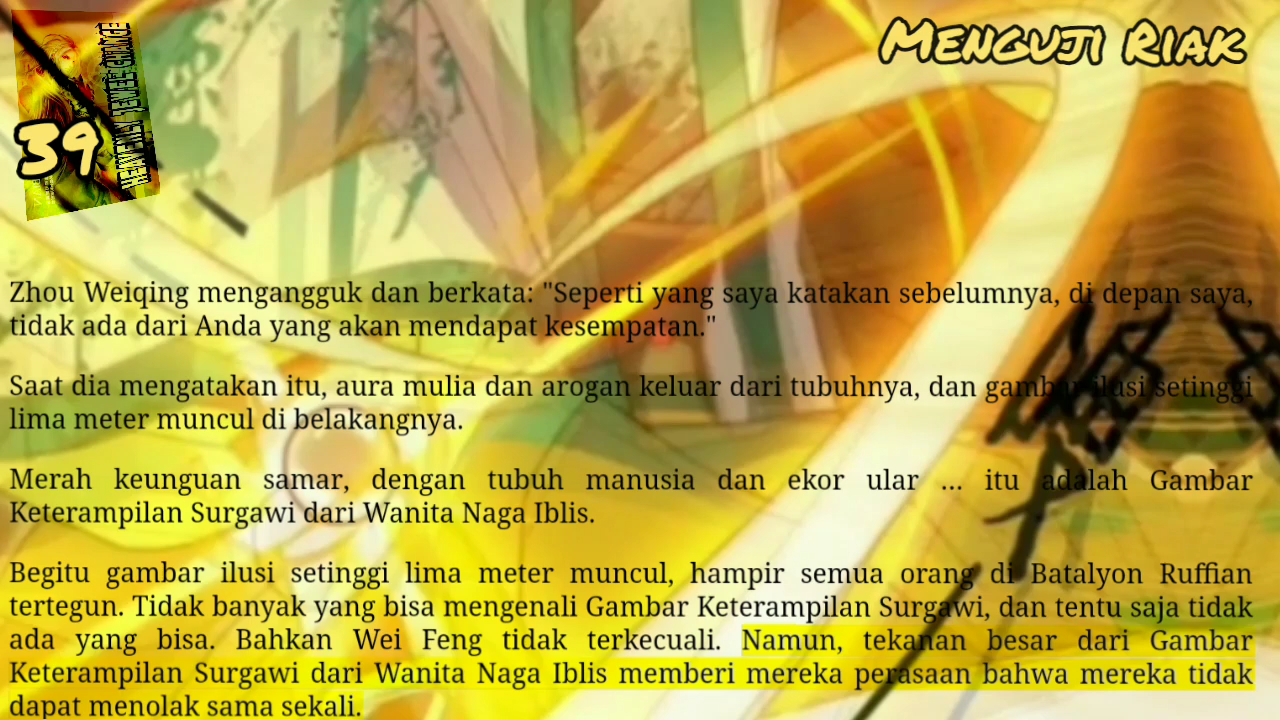 Menguji Riak
HEAVENLY JEWEL CHANGE
39
Zhou Weiqing mengangguk dan berkata: "Seperti yang saya katakan sebelumnya, di depan saya,
tidak ada dari Anda yang akan mendapat kesempatan."
Saat dia mengatakan itu, aura mulia dan arogan keluar dari tubuhnya, dan gambar ilusi setinggi
lima meter muncul di belakangnya.
Merah keunguan samar, dengan tubuh manusia dan ekor ular ... itu adalah Gambar
Keterampilan Surgawi dari Wanita Naga Iblis.
Begitu gambar ilusi setinggi lima meter muncul, hampir semua orang di Batalyon Ruffian
tertegun. Tidak banyak yang bisa mengenali Gambar Keterampilan Surgawi, dan tentu saja tidak
ada yang bisa. Bahkan Wei Feng tidak terkecuali. Namun, tekanan besar dari Gambar
Keterampilan Surgawi dari Wanita Naga Iblis memberi mereka perasaan bahwa mereka tidak
dapat menolak sama sekali.